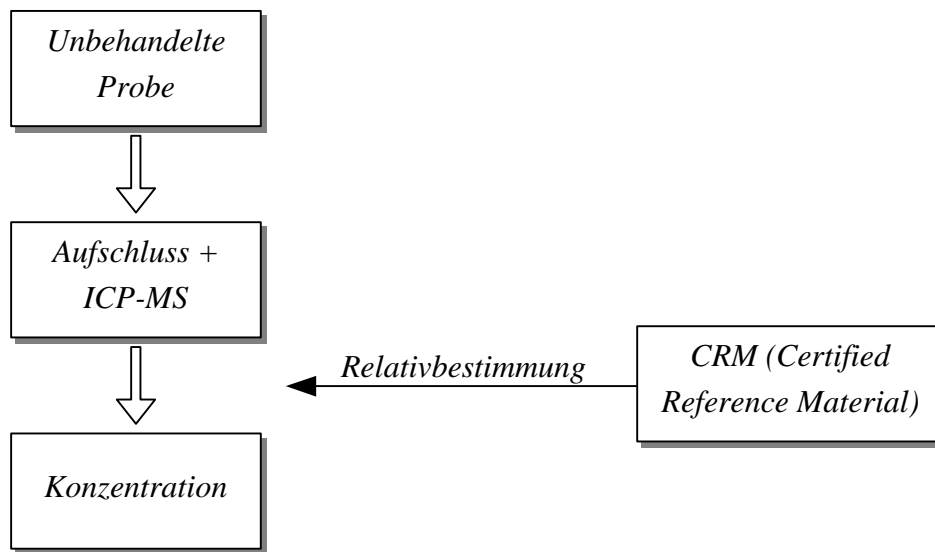 Unbehandelte
Probe
Aufschluss +
ICP-MS
Relativbestimmung
CRM (Certified
Reference Material)
Konzentration